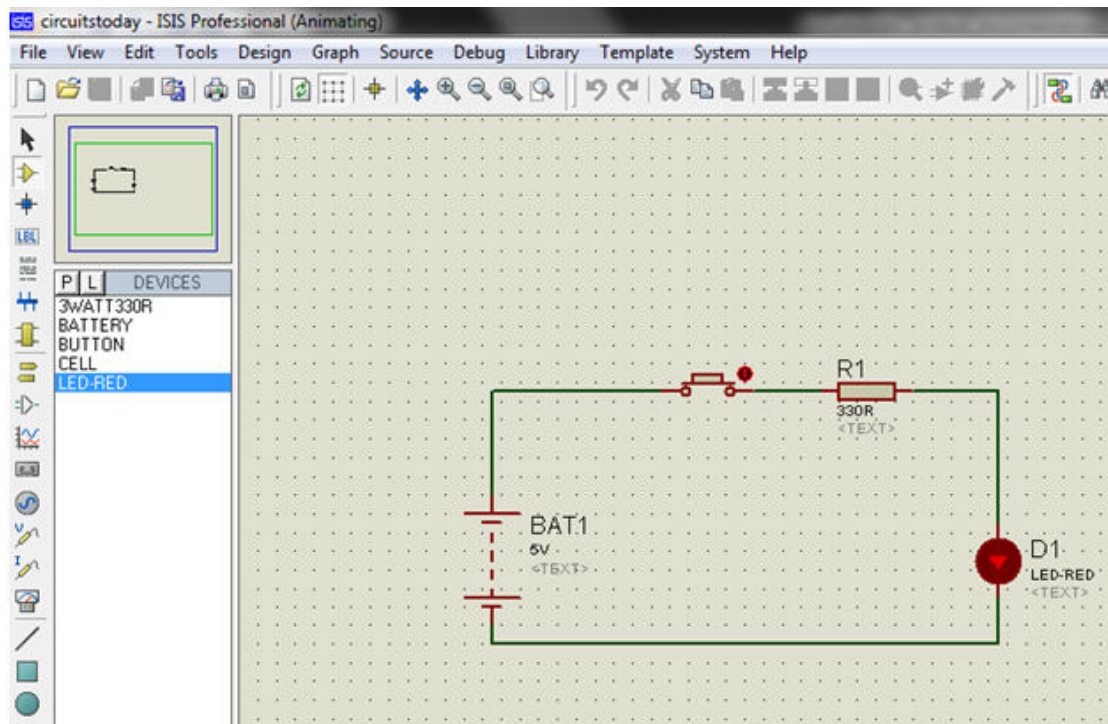 ISIS circuitstoday - ISIS Professional (Animating)
File View Edit Tools Design Graph Source Debug Library Template System Help
LBL
P L DEVICES
3WATT330R
BATTERY
BUTTON
CELL
LED-RED
R1
330R
<TEXT>
BAT1
5V
<TEXT>
D1
LED-RED
<TEXT>
V
I